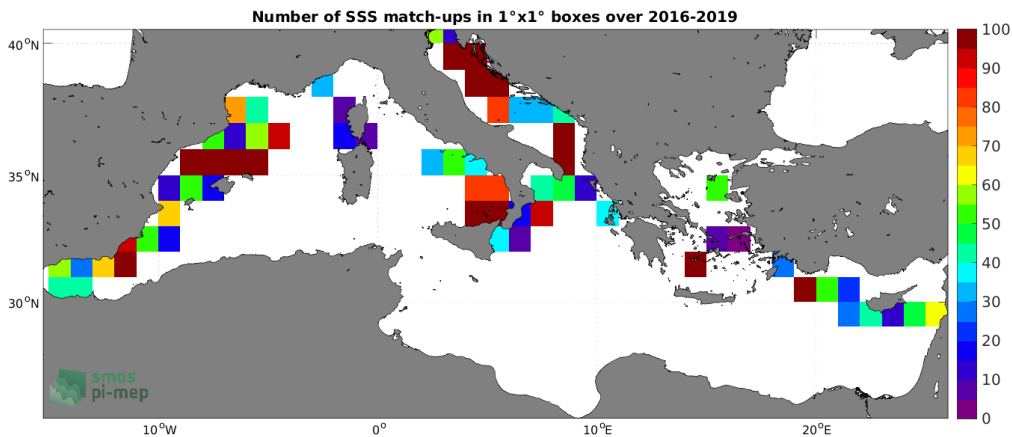 Number of SSS match-ups in 1°x1° boxes over 2016-2019
40°N
35°N
30°N
10°W
0°
10°E
20°E
100
90
80
70
60
50
40
30
20
10
0
smos
pi-mep